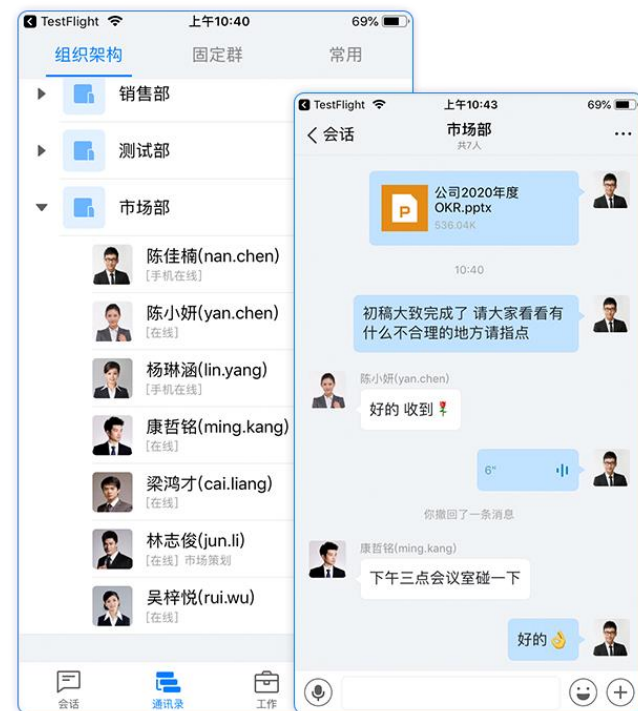 TestFlight 上午10:40 69%
组织架构 固定群 常用
销售部
测试部
市场部
陈佳楠(nan.chen)
[手机在线]
陈小妍(yan.chen)
[在线]
杨琳涵(lin.yang)
[手机在线]
康哲铭(ming.kang)
[在线]
梁鸿才(cai.liang)
[在线]
林志俊(jun.li)
[在线] 市场策划
吴梓悦(rui.wu)
[在线]
会话 通讯录 工作
TestFlight 上午10:43 69%
会话 市场部
共7人
公司2020年度
OKR.pptx
P
536.04K
10:40
初稿大致完成了 请大家看看有
什么不合理的地方请指点
陈小妍(yan.chen)
好的 收到🌹
6"
你撤回了一条消息
康哲铭(ming.kang)
下午三点会议室碰一下
好的👌